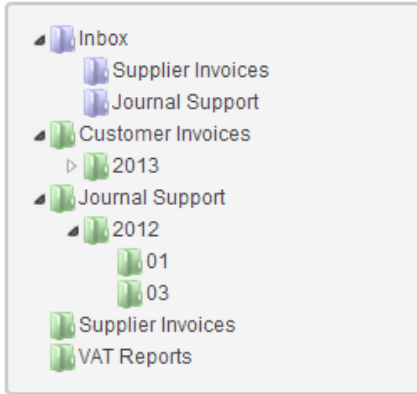 Inbox
Supplier Invoices
Journal Support
Customer Invoices
2013
Journal Support
2012
01
03
Supplier Invoices
VAT Reports